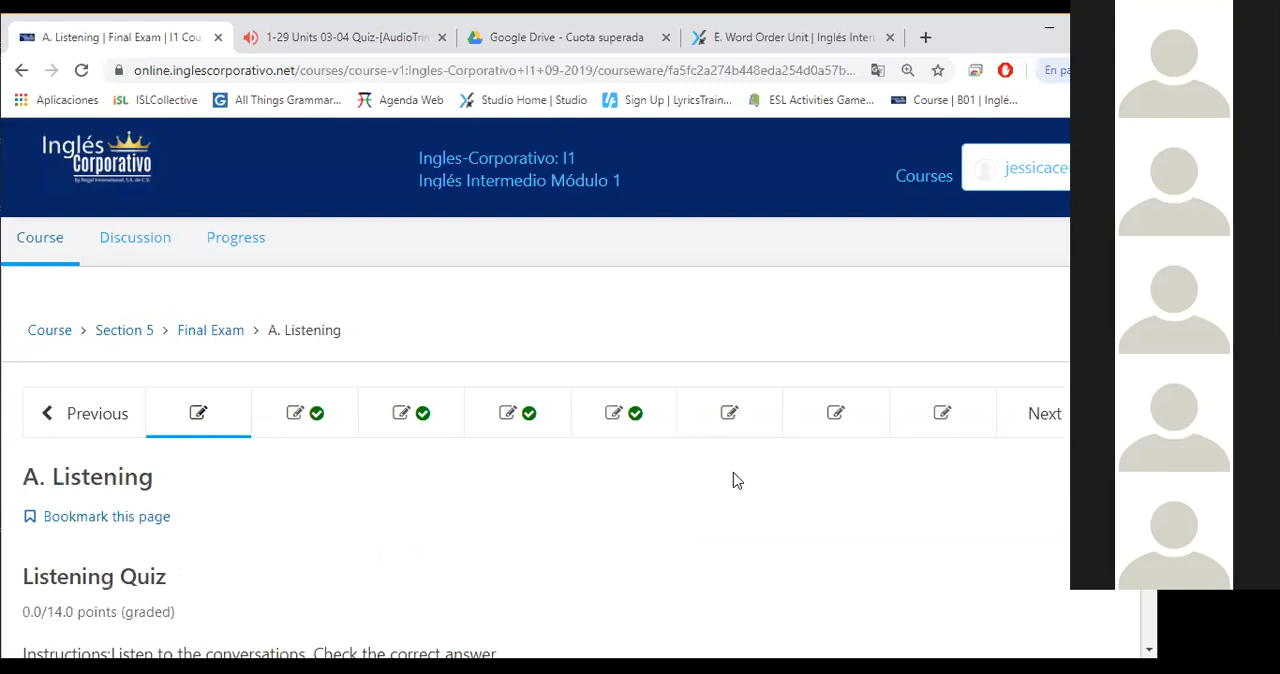 A. Listening | Final Exam | I1 Cou
1-29 Units 03-04 Quiz-[AudioTrin
Google Drive - Cuota superada
E. Word Order Unit | Inglés Inter
online.inglescorporativo.net/courses/course-v1:Ingles-Corporativo+I1+09-2019/courseware/fa5fc2a274b448eda254d0a57b...
En pa
Aplicaciones
iSL ISLCollective
G All Things Grammar...
Agenda Web
Studio Home | Studio
Sign Up | LyricsTrain...
ESL Activities Game...
Course | B01 | Inglé...
Inglés
Corporativo
By Regal International, S.A. de C.V.
Ingles-Corporativo: I1
Inglés Intermedio Módulo 1
Courses
jessicace
Course
Discussion
Progress
Course > Section 5 > Final Exam > A. Listening
Previous
Next
A. Listening
Bookmark this page
Listening Quiz
0.0/14.0 points (graded)
Instructions:Listen to the conversations. Check the correct answer